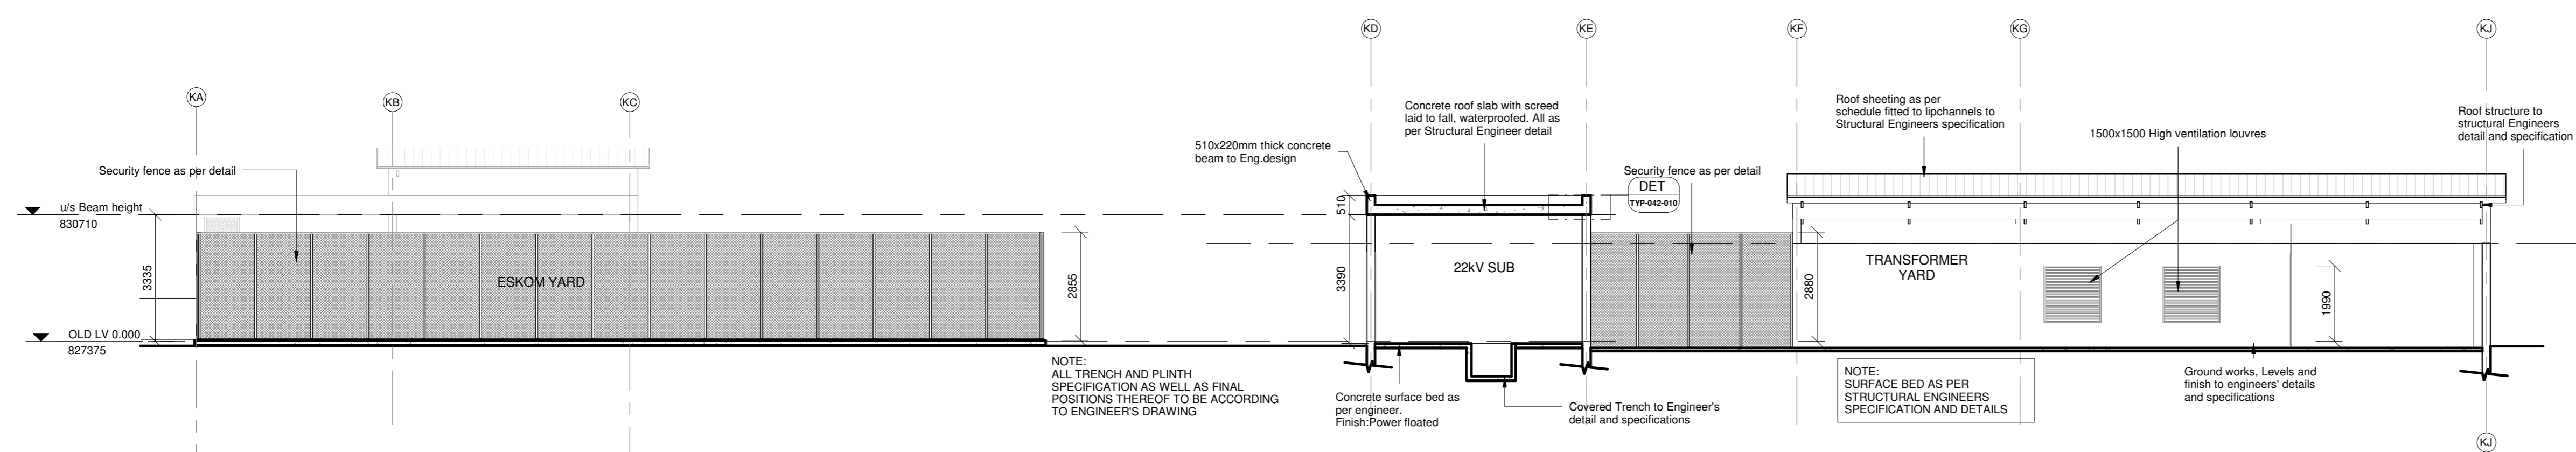 KD
KE
KF
KG
KJ
KA
KB
KC
Security fence as per detail
u/s Beam height
830710
3335
OLD LV 0.000
827375
ESKOM YARD
2855
NOTE:
ALL TRENCH AND PLINTH
SPECIFICATION AS WELL AS FINAL
POSITIONS THEREOF TO BE ACCORDING
TO ENGINEER'S DRAWING
510x220mm thick concrete
beam to Eng.design
Concrete roof slab with screed
laid to fall, waterproofed. All as
per Structural Engineer detail
510
3390
22kV SUB
DET
TYP-042-010
Security fence as per detail
Concrete surface bed as
per engineer.
Finish:Power floated
Covered Trench to Engineer's
detail and specifications
Roof sheeting as per
schedule fitted to lipchannels to
Structural Engineers specification
1500x1500 High ventilation louvres
Roof structure to
structural Engineers
detail and specification
2880
TRANSFORMER
YARD
1990
NOTE:
SURFACE BED AS PER
STRUCTURAL ENGINEERS
SPECIFICATION AND DETAILS
Ground works, Levels and
finish to engineers' details
and specifications
KJ